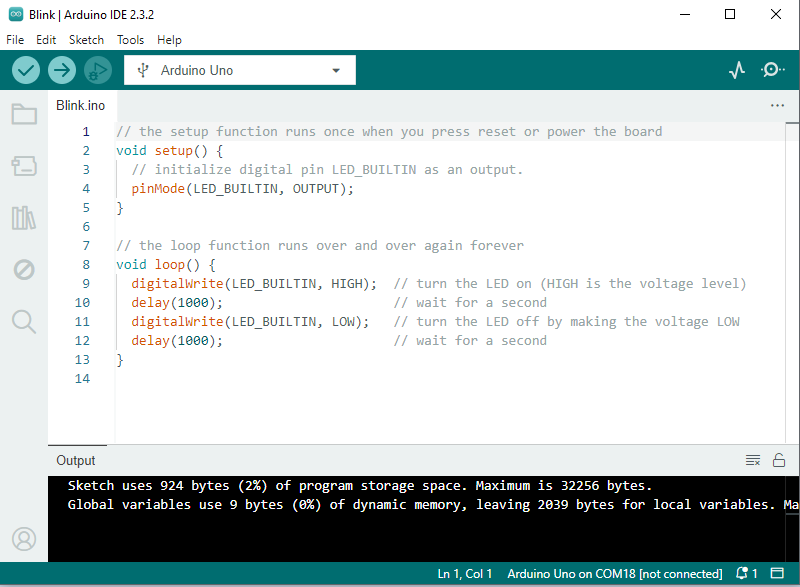 Blink | Arduino IDE 2.3.2
File Edit Sketch Tools Help
Arduino Uno
Blink.ino
1 // the setup function runs once when you press reset or power the board
2 void setup() {
3   // initialize digital pin LED_BUILTIN as an output.
4   pinMode(LED_BUILTIN, OUTPUT);
5 }
6
7 // the loop function runs over and over again forever
8 void loop() {
9   digitalWrite(LED_BUILTIN, HIGH);  // turn the LED on (HIGH is the voltage level)
10   delay(1000);                      // wait for a second
11   digitalWrite(LED_BUILTIN, LOW);   // turn the LED off by making the voltage LOW
12   delay(1000);                      // wait for a second
13 }
14
Output
Sketch uses 924 bytes (2%) of program storage space. Maximum is 32256 bytes.
Global variables use 9 bytes (0%) of dynamic memory, leaving 2039 bytes for local variables. Ma
Ln 1, Col 1 Arduino Uno on COM18 [not connected] 1